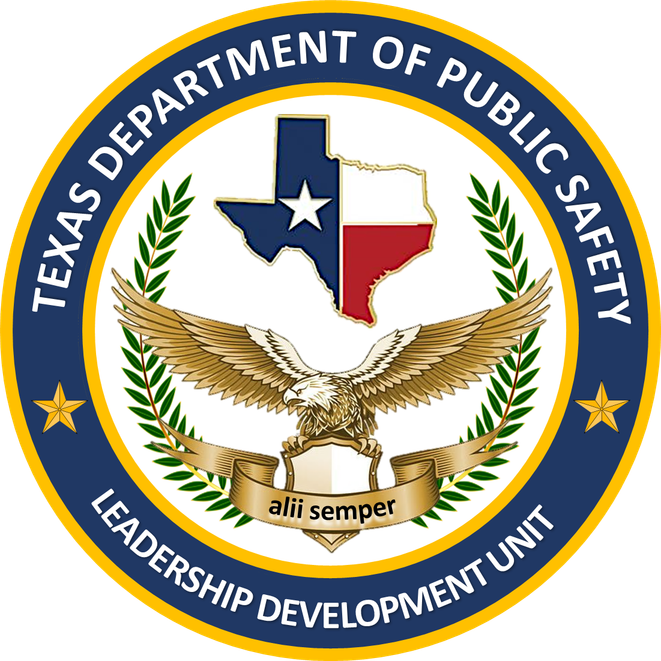 TEXAS DEPARTMENT OF PUBLIC SAFETY
alii semper
LEADERSHIP DEVELOPMENT UNIT